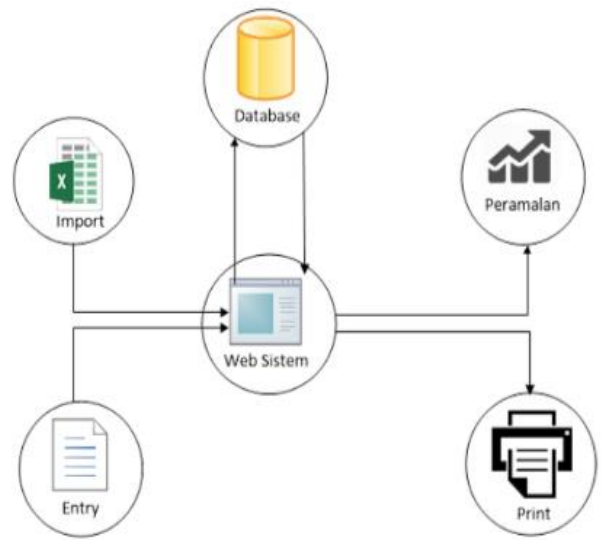 Database
Import
Peramalan
Web Sistem
Entry
Print